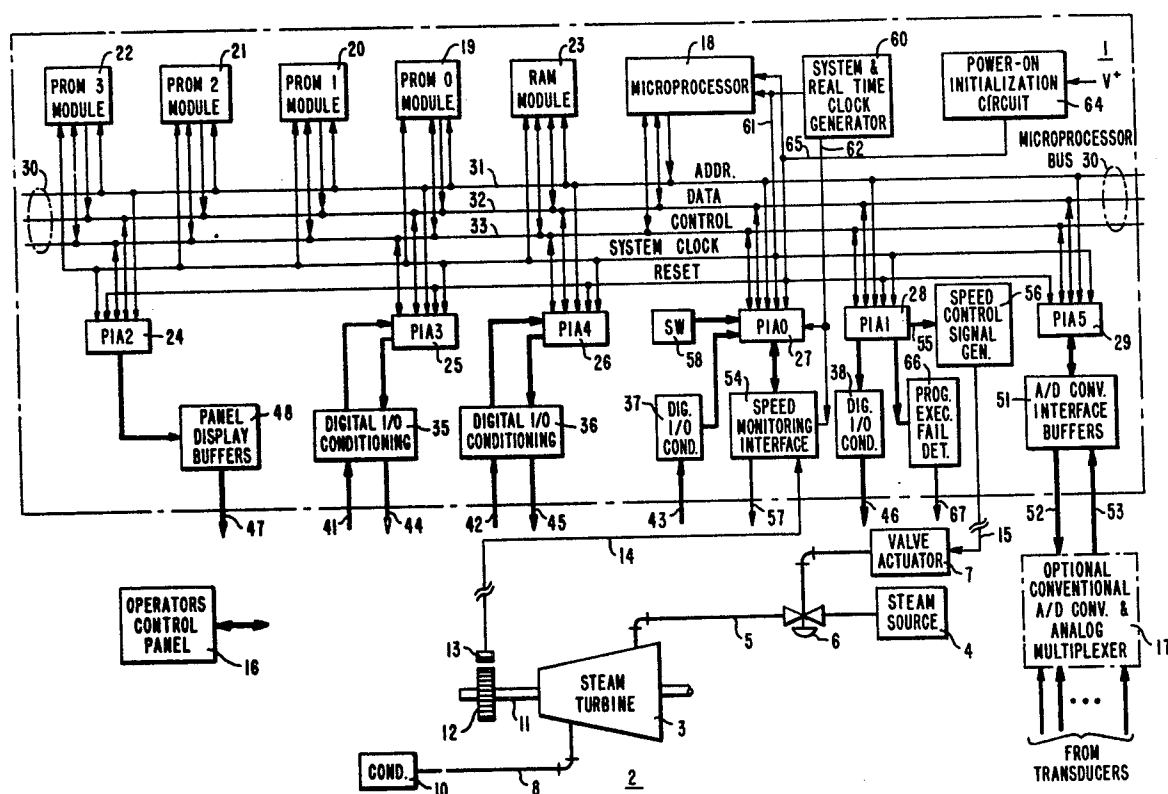 22
21
20
19
23
18
60
1
PROM 3
MODULE
PROM 2
MODULE
PROM 1
MODULE
PROM 0
MODULE
RAM
MODULE
MICROPROCESSOR
SYSTEM &
REAL TIME
CLOCK
GENERATOR
POWER-ON
INITIALIZATION
CIRCUIT
V+
64
61
65
62
MICROPROCESSOR
BUS 30
30
31
ADDR.
32
DATA
33
CONTROL
SYSTEM CLOCK
RESET
PIA2
24
PIA3
25
PIA4
26
SW
58
PIA0
27
PIA1
28
55
SPEED
CONTROL
SIGNAL
GEN.
56
PIA5
29
PANEL
DISPLAY
BUFFERS
48
DIGITAL I/O
CONDITIONING
35
DIGITAL I/O
CONDITIONING
36
37
DIG.
I/O
COND.
54
SPEED
MONITORING
INTERFACE
38
DIG.
I/O
COND.
66
PROG.
EXEC.
FAIL
DET.
51
A/D CONV.
INTERFACE
BUFFERS
47
41
44
42
45
43
57
46
67
15
52
53
14
VALVE
ACTUATOR
7
OPERATORS
CONTROL
PANEL
16
13
5
6
STEAM
SOURCE
4
OPTIONAL
CONVENTIONAL
A/D CONV. &
ANALOG
MULTIPLEXER
17
12
11
STEAM
TURBINE
3
COND.
10
8
2
FROM
TRANSDUCERS